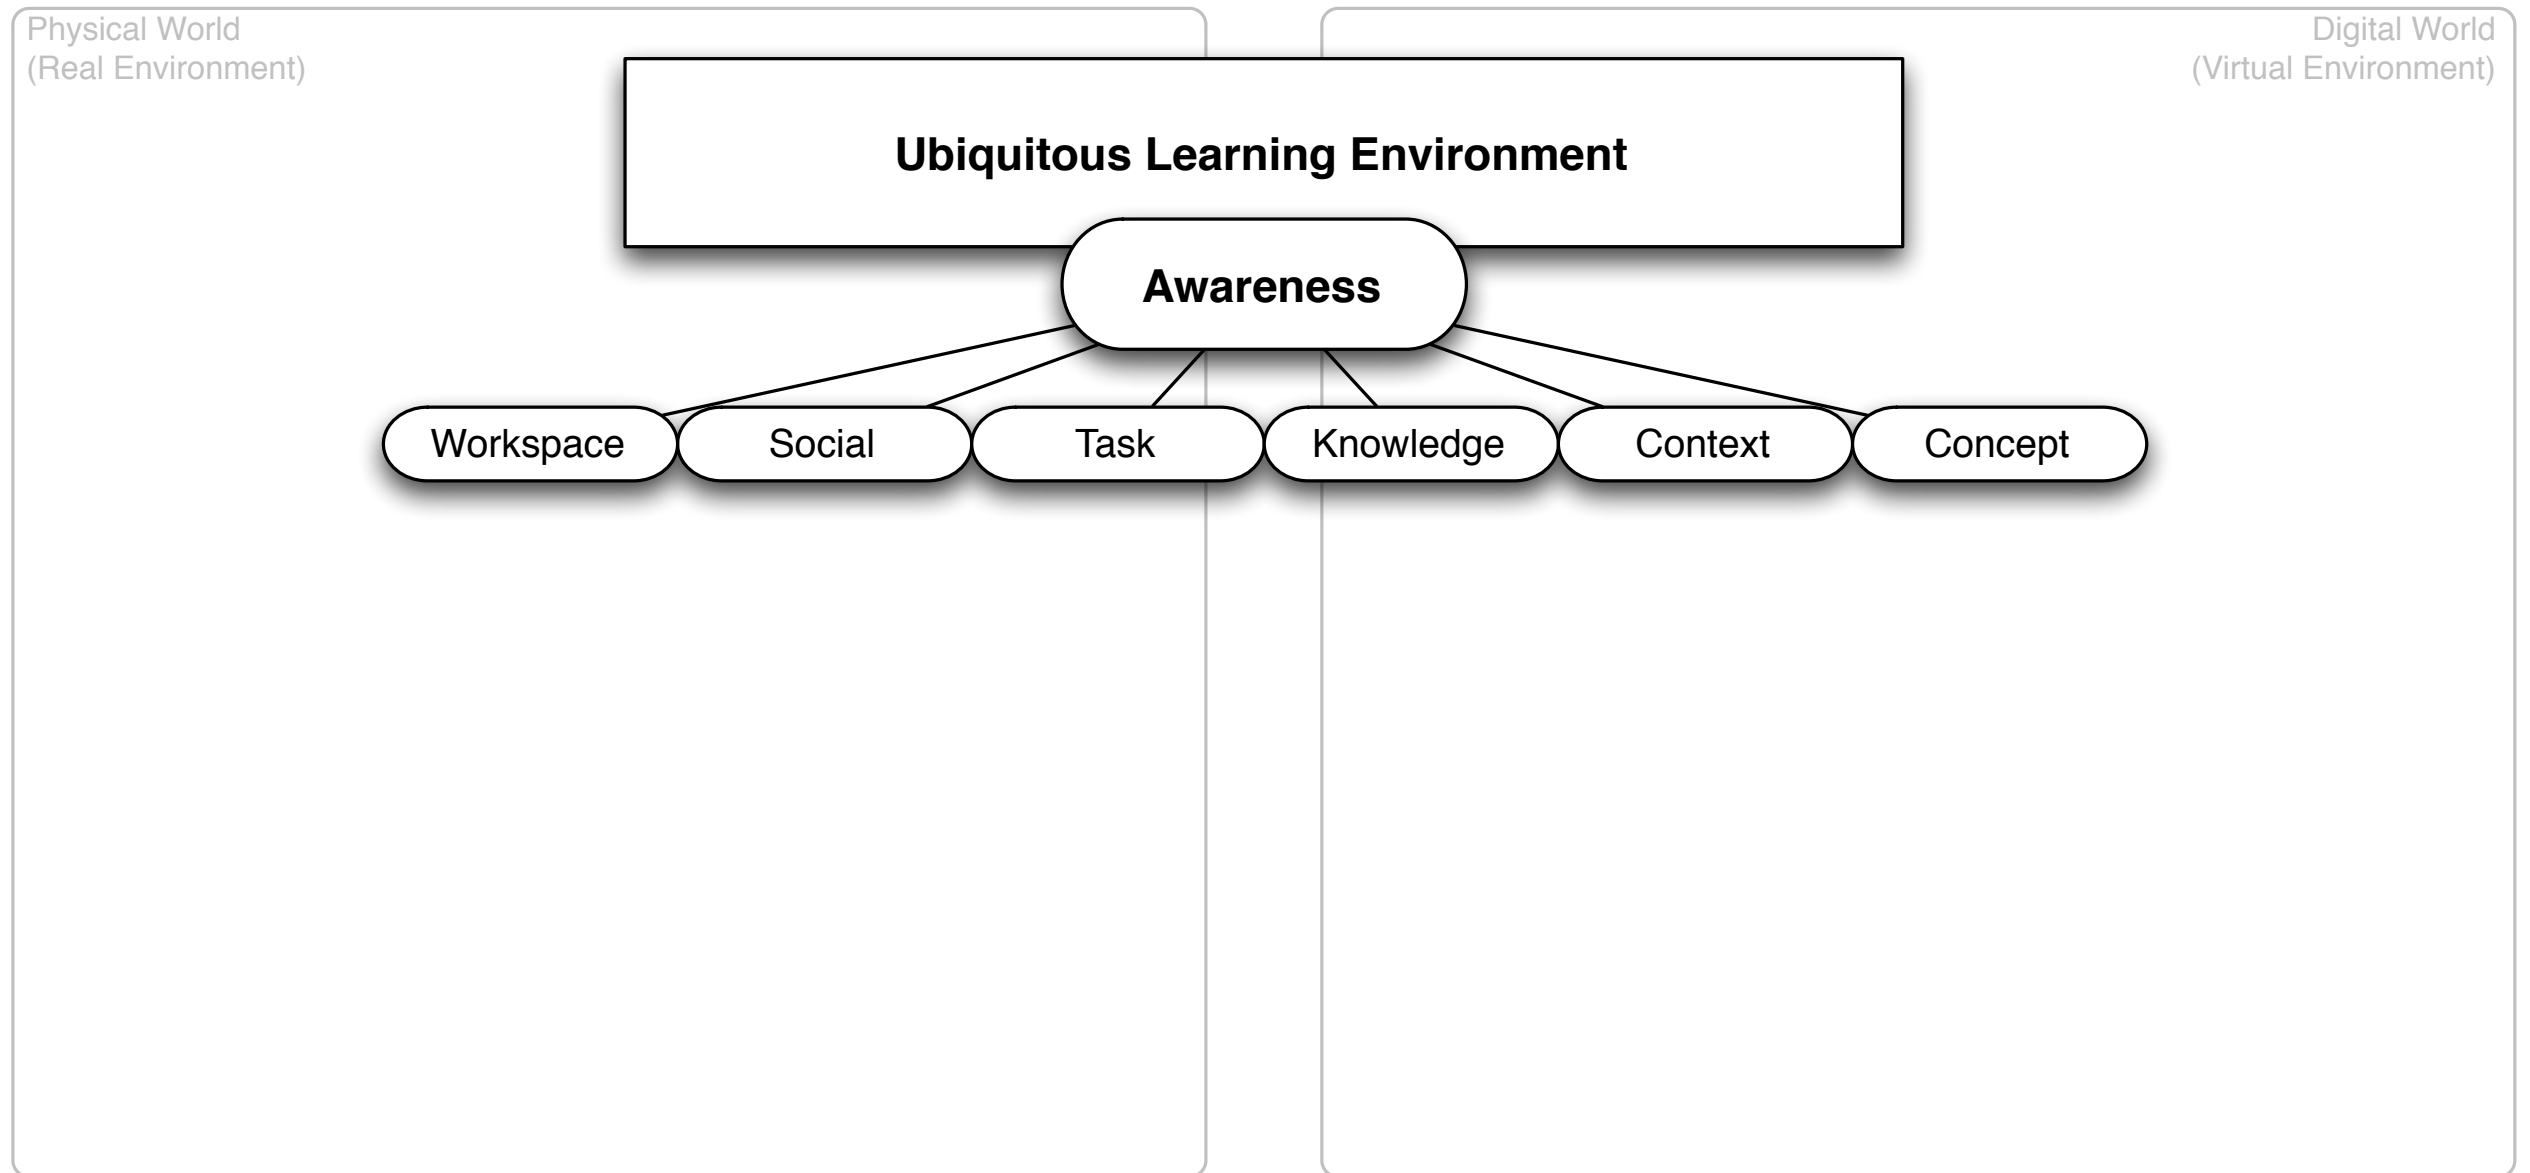 Physical World
(Real Environment)
Digital World
(Virtual Environment)
Ubiquitous Learning Environment
Awareness
Workspace
Social
Task
Knowledge
Context
Concept